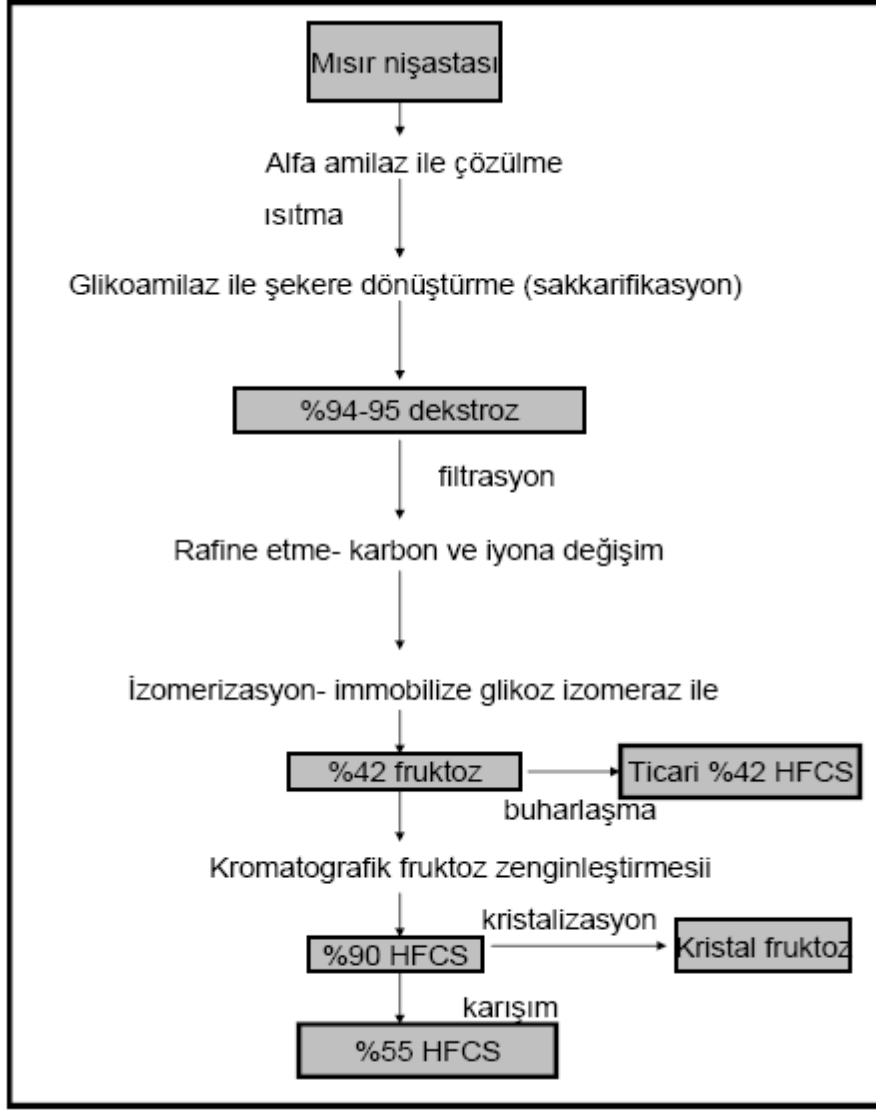 Mısır nişastası
Alfa amilaz ile çözülme
ısıtma
Glikoamilaz ile şekere dönüştürme (sakkarifikasyon)
%94-95 dekstroz
filtrasyon
Rafine etme- karbon ve iyona değişim
İzomerizasyon- immobilize glikoz izomeraz ile
%42 fruktoz
Ticari %42 HFCS
buharlaşma
Kromatografik fruktoz zenginleştirmesii
kristalizasyon
%90 HFCS
Kristal fruktoz
karışım
%55 HFCS